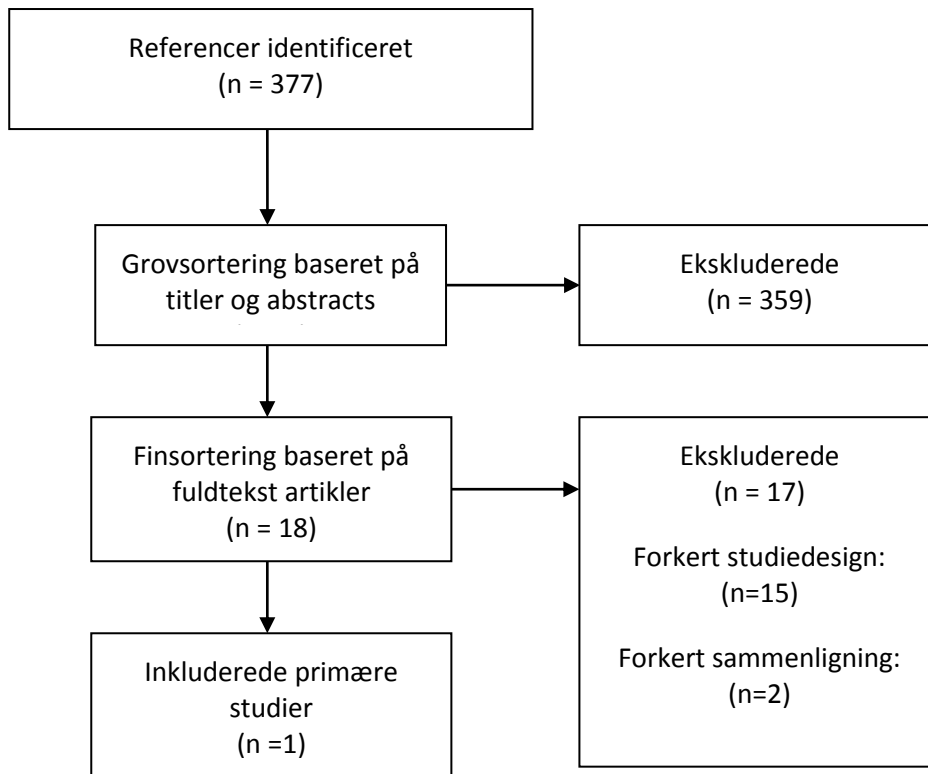 Referencer identificeret
(n = 377)
Grovsortering baseret på
titler og abstracts
Ekskluderede
(n = 359)
Finsortering baseret på
fuldtekst artikler
(n = 18)
Ekskluderede
(n = 17)
Forkert studiedesign:
(n=15)
Forkert sammenligning:
(n=2)
Inkluderede primære
studier
(n =1)